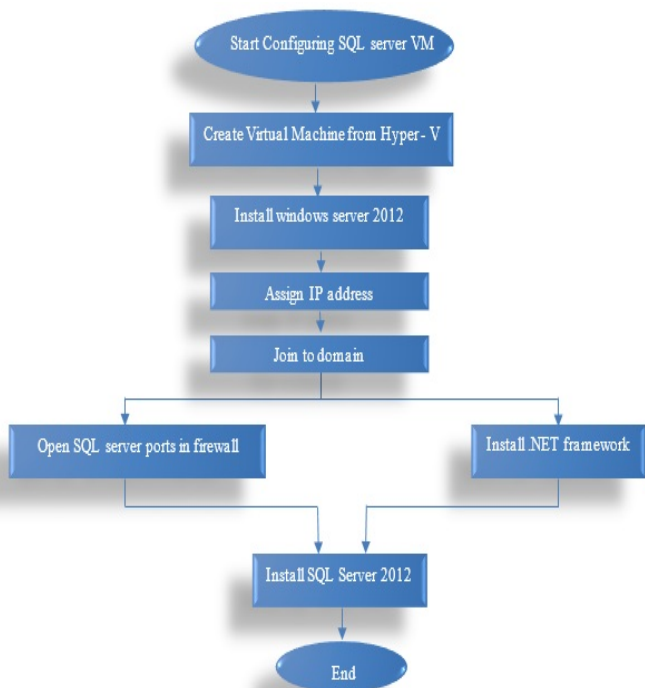 Start Configuring SQL server VM
Create Virtual Machine from Hyper - V
Install windows server 2012
Assign IP address
Join to domain
Open SQL server ports in firewall
Install .NET framework
Install SQL Server 2012
End